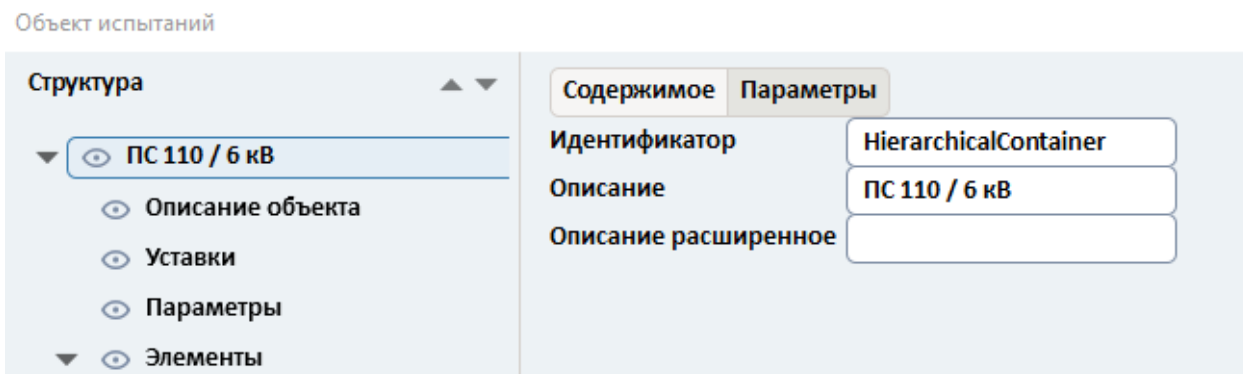 Объект испытаний
Структура
ПС 110 / 6 кВ
Описание объекта
Уставки
Параметры
Элементы
Содержимое Параметры
Идентификатор HierarchicalContainer
Описание ПС 110 / 6 кВ
Описание расширенное